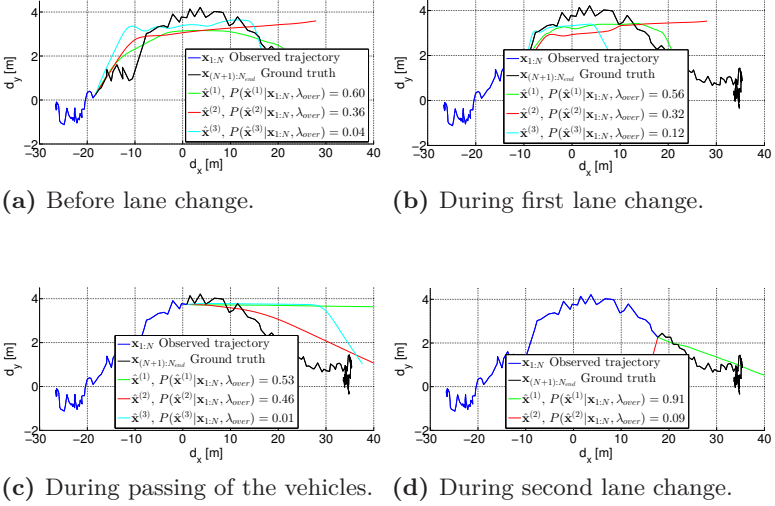 d_y [m]
4
2
0
−2
x_{1:N} Observed trajectory
x_{(N+1):N_{end}} Ground truth
x̂^{(1)}, P(x̂^{(1)}|x_{1:N}, λ_{over}) = 0.60
x̂^{(2)}, P(x̂^{(2)}|x_{1:N}, λ_{over}) = 0.36
x̂^{(3)}, P(x̂^{(3)}|x_{1:N}, λ_{over}) = 0.04
−30 −20 −10 0 10 20 30 40
d_x [m]
(a) Before lane change.
d_y [m]
4
2
0
−2
x_{1:N} Observed trajectory
x_{(N+1):N_{end}} Ground truth
x̂^{(1)}, P(x̂^{(1)}|x_{1:N}, λ_{over}) = 0.56
x̂^{(2)}, P(x̂^{(2)}|x_{1:N}, λ_{over}) = 0.32
x̂^{(3)}, P(x̂^{(3)}|x_{1:N}, λ_{over}) = 0.12
−30 −20 −10 0 10 20 30 40
d_x [m]
(b) During first lane change.
d_y [m]
4
2
0
−2
x_{1:N} Observed trajectory
x_{(N+1):N_{end}} Ground truth
x̂^{(1)}, P(x̂^{(1)}|x_{1:N}, λ_{over}) = 0.53
x̂^{(2)}, P(x̂^{(2)}|x_{1:N}, λ_{over}) = 0.46
x̂^{(3)}, P(x̂^{(3)}|x_{1:N}, λ_{over}) = 0.01
−30 −20 −10 0 10 20 30 40
d_x [m]
(c) During passing of the vehicles.
d_y [m]
4
2
0
−2
x_{1:N} Observed trajectory
x_{(N+1):N_{end}} Ground truth
x̂^{(1)}, P(x̂^{(1)}|x_{1:N}, λ_{over}) = 0.91
x̂^{(2)}, P(x̂^{(2)}|x_{1:N}, λ_{over}) = 0.09
−30 −20 −10 0 10 20 30 40
d_x [m]
(d) During second lane change.